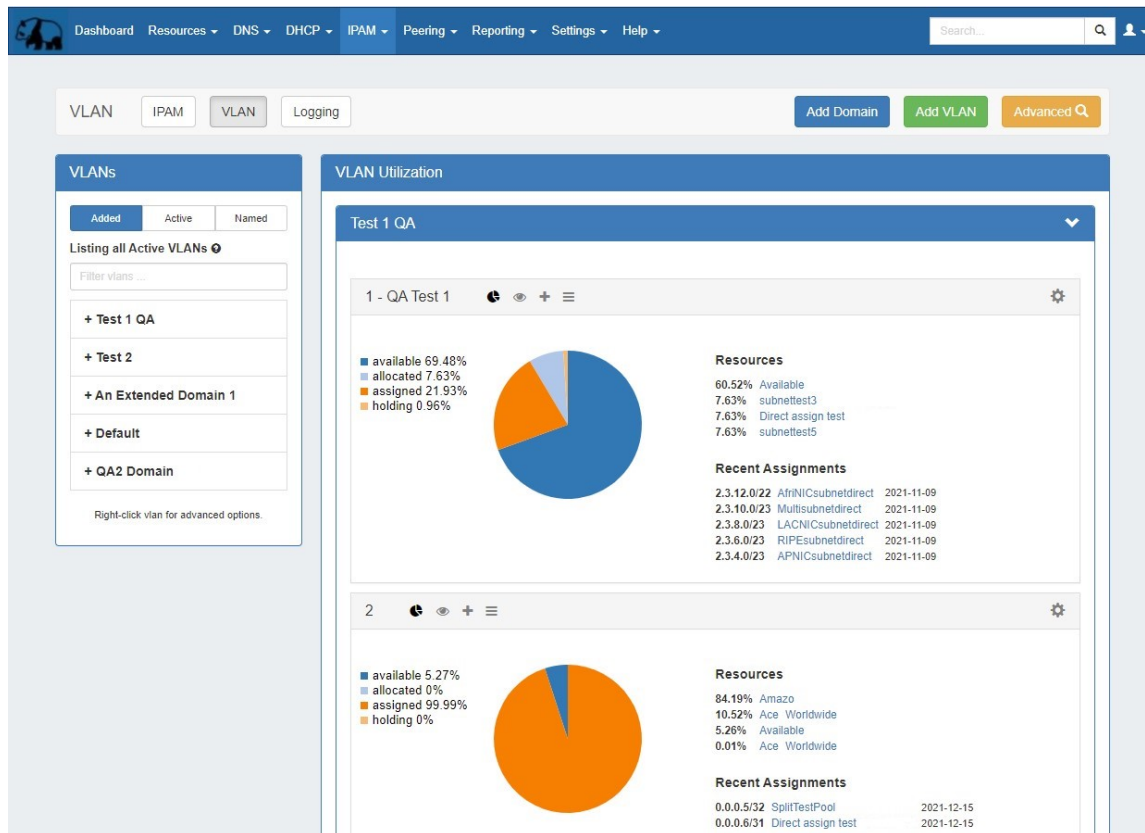 Dashboard Resources DNS DHCP IPAM Peering Reporting Settings Help Search...
VLAN IPAM VLAN Logging Add Domain Add VLAN Advanced
VLANs
Added Active Named
Listing all Active VLANs
Filter vlans ...
+ Test 1 QA
+ Test 2
+ An Extended Domain 1
+ Default
+ QA2 Domain
Right-click vlan for advanced options.
VLAN Utilization
Test 1 QA
1 - QA Test 1
available 69.48%
allocated 7.63%
assigned 21.93%
holding 0.96%
Resources
60.52% Available
7.63% subnettest3
7.63% Direct assign test
7.63% subnettest5
Recent Assignments
2.3.12.0/22 AfriNICsubnetdirect 2021-11-09
2.3.10.0/23 Multisubnetdirect 2021-11-09
2.3.8.0/23 LACNICsubnetdirect 2021-11-09
2.3.6.0/23 RIPEsubnetdirect 2021-11-09
2.3.4.0/23 APNICsubnetdirect 2021-11-09
2
available 5.27%
allocated 0%
assigned 99.99%
holding 0%
Resources
84.19% Amazo
10.52% Ace Worldwide
5.26% Available
0.01% Ace Worldwide
Recent Assignments
0.0.0.5/32 SplitTestPool 2021-12-15
0.0.0.6/31 Direct assign test 2021-12-15